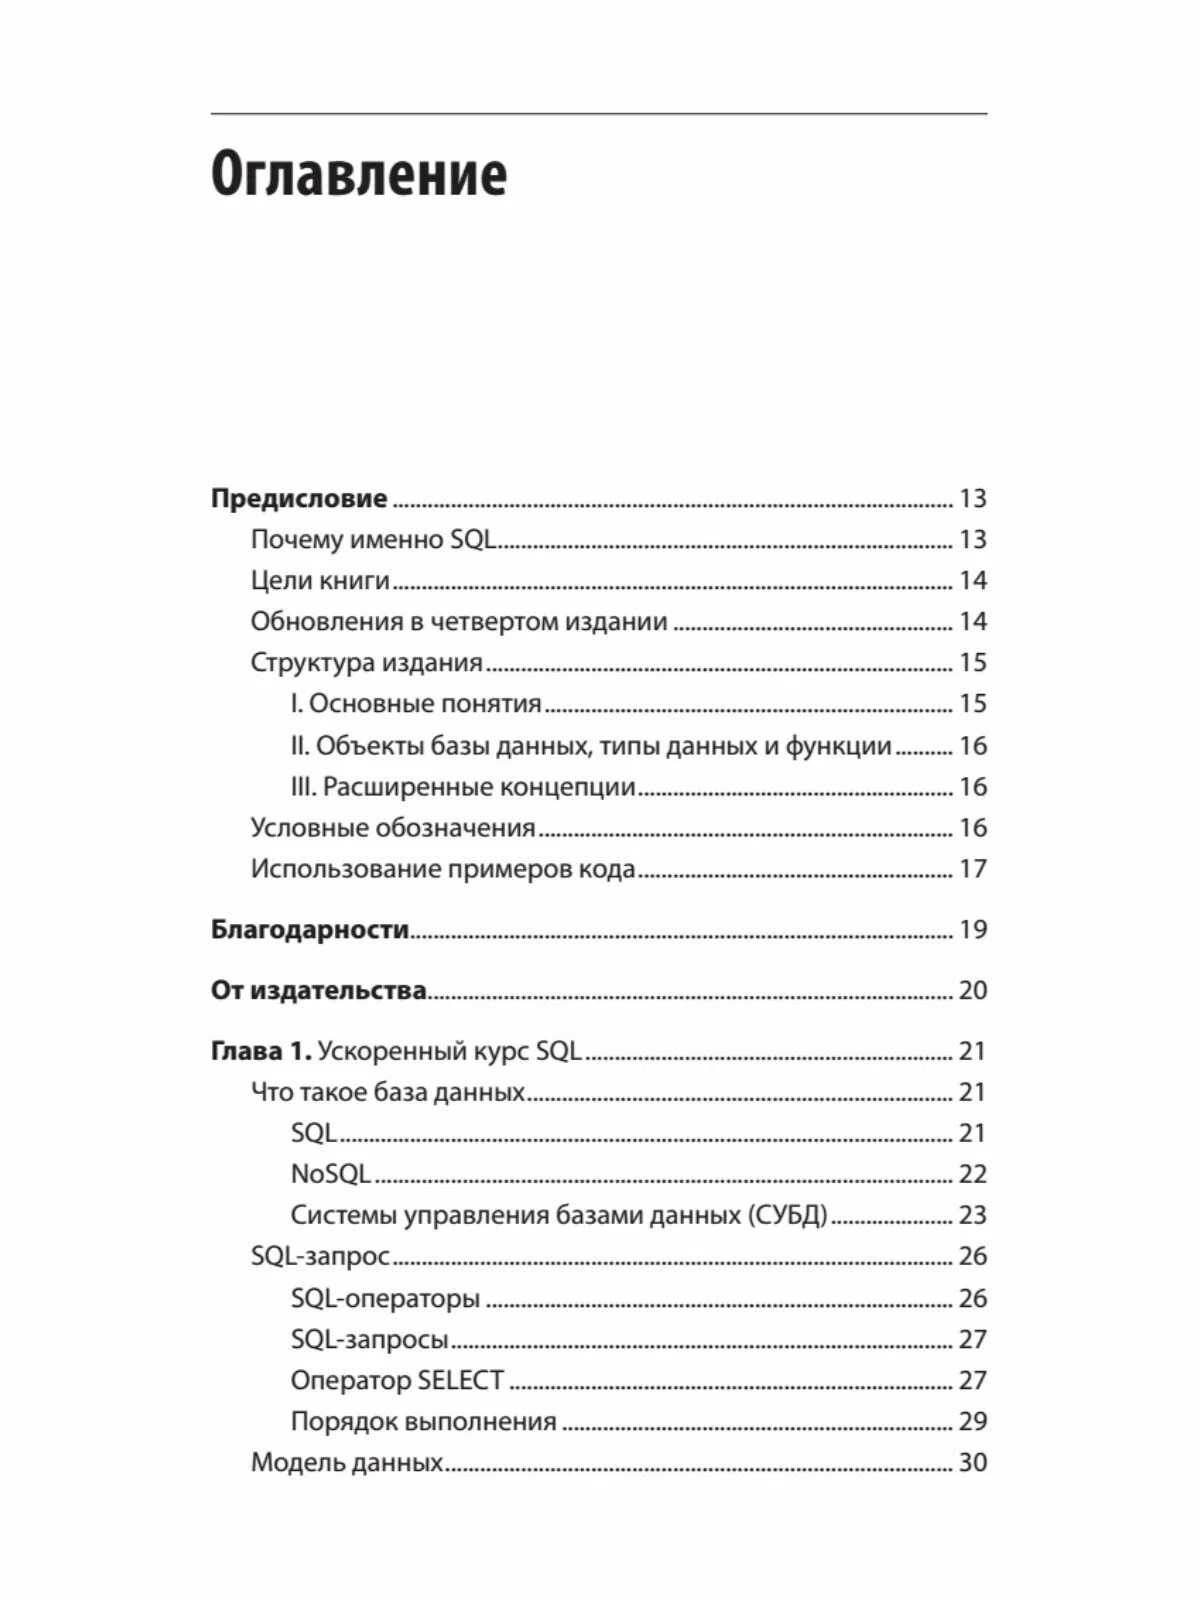 Оглавление
Предисловие 13
Почему именно SQL 13
Цели книги 14
Обновления в четвертом издании 14
Структура издания 15
I. Основные понятия 15
II. Объекты базы данных, типы данных и функции 16
III. Расширенные концепции 16
Условные обозначения 16
Использование примеров кода 17
Благодарности 19
От издательства 20
Глава 1. Ускоренный курс SQL 21
Что такое база данных 21
SQL 21
NoSQL 22
Системы управления базами данных (СУБД) 23
SQL-запрос 26
SQL-операторы 26
SQL-запросы 27
Оператор SELECT 27
Порядок выполнения 29
Модель данных 30